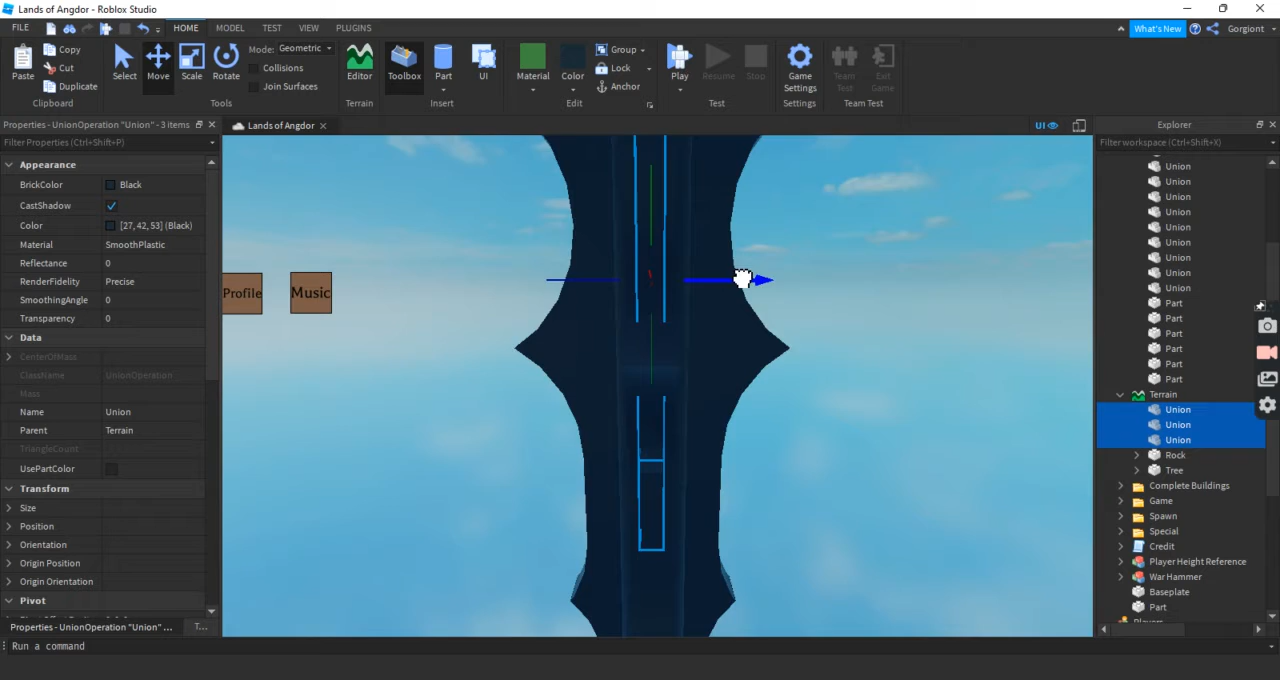 Lands of Angdor - Roblox Studio
FILE HOME MODEL TEST VIEW PLUGINS What's New Gorgiont
Paste Copy Cut Duplicate Clipboard
Select Move Scale Rotate Tools
Mode: Geometric Collisions Join Surfaces
Editor Terrain
Toolbox Part UI Insert
Material Color Group Lock Anchor Edit
Play Resume Stop Test
Game Settings Settings
Team Test Exit Game Team Test
Properties - UnionOperation "Union" - 3 items
Filter Properties (Ctrl+Shift+P)
Appearance
BrickColor Black
CastShadow
Color [27, 42, 53] (Black)
Material SmoothPlastic
Reflectance 0
RenderFidelity Precise
SmoothingAngle 0
Transparency 0
Data
CenterOfMass
ClassName UnionOperation
Mass
Name Union
Parent Terrain
TriangleCount
UsePartColor
Transform
Size
Position
Orientation
Origin Position
Origin Orientation
Pivot
Properties - UnionOperation "Union" ... T...
Run a command
Lands of Angdor
UI
Profile
Music
Explorer
Filter workspace (Ctrl+Shift+X)
Union
Union
Union
Union
Union
Union
Union
Union
Union
Part
Part
Part
Part
Part
Part
Terrain
Union
Union
Union
Rock
Tree
Complete Buildings
Game
Spawn
Special
Credit
Player Height Reference
War Hammer
Baseplate
Part
Players